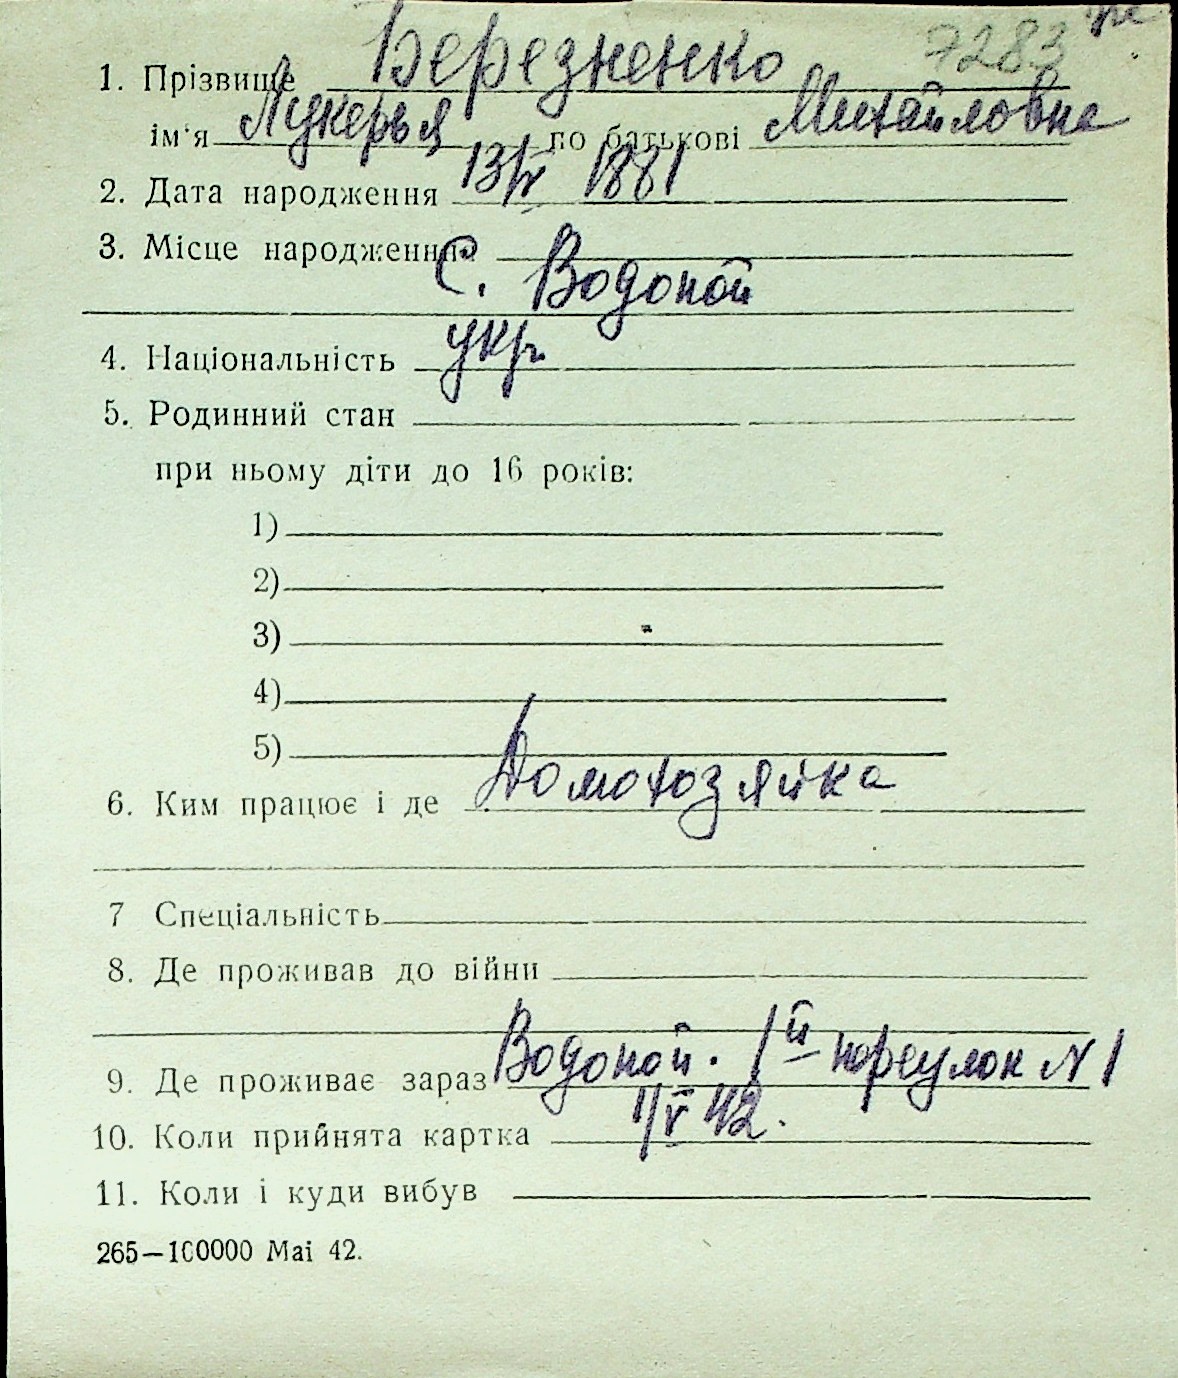 7283
1. Прізвище Березненко
ім'я Лукерья по батькові Михайловна
2. Дата народження 13/IV 1881
3. Місце народження С. Водопой
4. Національність укр
5. Родинний стан
при ньому діти до 16 років:
1)
2)
3)
4)
5)
6. Ким працює і де Домохозяйка
7 Спеціальність
8. Де проживав до війни
9. Де проживає зараз Водопой. 1й переулок N 1
10. Коли прийнята картка 11/V 42.
11. Коли і куди вибув
265—100000 Mai 42.